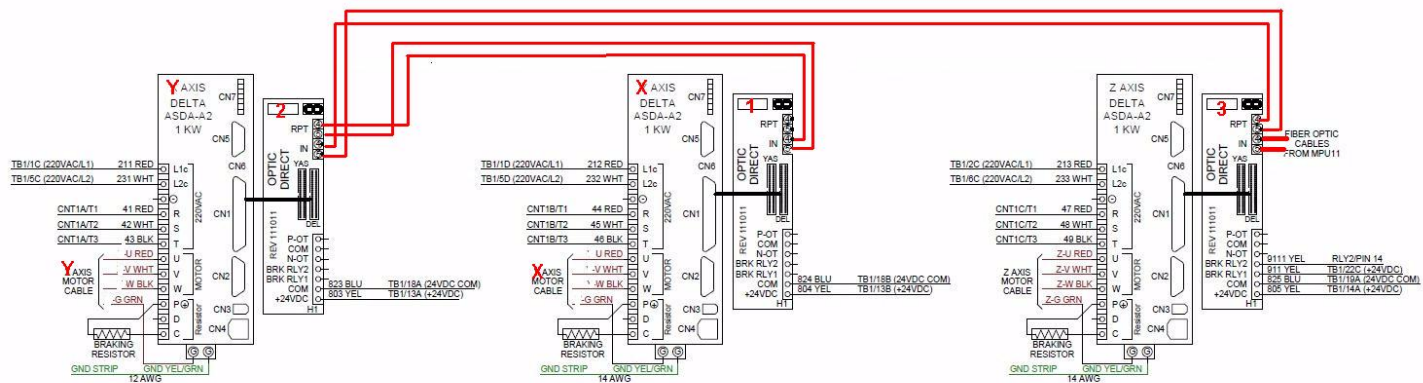 Y AXIS
DELTA
ASDA-A2
1 KW
CN7
CN5
CN6
CN1
CN2
CN3
CN4
2
RPT
IN
YAS
OPTIC
DIRECT
DEL
REV 111011
TB1/1C (220VAC/L1) 211 RED L1c
TB1/5C (220VAC/L2) 231 WHT L2c
220VAC
CNT1A/T1 41 RED R
CNT1A/T2 42 WHT S
CNT1A/T3 43 BLK T
-U RED U
-V WHT V
-W BLK W
-G GRN P
MOTOR
Y AXIS
MOTOR
CABLE
D
C
Resistor
BRAKING
RESISTOR
G G
GND STRIP GND YEL/GRN
12 AWG
P-OT
COM
N-OT
BRK RLY2
BRK RLY1
COM 823 BLU TB1/18A (24VDC COM)
+24VDC 803 YEL TB1/13A (+24VDC)
H1
X AXIS
DELTA
ASDA-A2
1 KW
CN7
CN5
CN6
CN1
CN2
CN3
CN4
1
RPT
IN
YAS
OPTIC
DIRECT
DEL
REV 111011
TB1/1D (220VAC/L1) 212 RED L1c
TB1/5D (220VAC/L2) 232 WHT L2c
220VAC
CNT1B/T1 44 RED R
CNT1B/T2 45 WHT S
CNT1B/T3 46 BLK T
-U RED U
-V WHT V
-W BLK W
-G GRN P
MOTOR
X AXIS
MOTOR
CABLE
D
C
Resistor
BRAKING
RESISTOR
G G
GND STRIP GND YEL/GRN
14 AWG
P-OT
COM
N-OT
BRK RLY2
BRK RLY1
COM 824 BLU TB1/18B (24VDC COM)
+24VDC 804 YEL TB1/13B (+24VDC)
H1
Z AXIS
DELTA
ASDA-A2
1 KW
CN7
CN5
CN6
CN1
CN2
CN3
CN4
3
RPT
IN
YAS
OPTIC
DIRECT
DEL
REV 111011
FIBER OPTIC
CABLES
FROM MPU11
TB1/2C (220VAC/L1) 213 RED L1c
TB1/6C (220VAC/L2) 233 WHT L2c
220VAC
CNT1C/T1 47 RED R
CNT1C/T2 48 WHT S
CNT1C/T3 49 BLK T
Z-U RED U
Z-V WHT V
Z-W BLK W
Z-G GRN P
MOTOR
Z AXIS
MOTOR
CABLE
D
C
Resistor
BRAKING
RESISTOR
G G
GND STRIP GND YEL/GRN
14 AWG
P-OT
COM
N-OT
BRK RLY2 9111 YEL RLY2/PIN 14
BRK RLY1 911 YEL TB1/22C (+24VDC)
COM 825 BLU TB1/19A (24VDC COM)
+24VDC 805 YEL TB1/14A (+24VDC)
H1